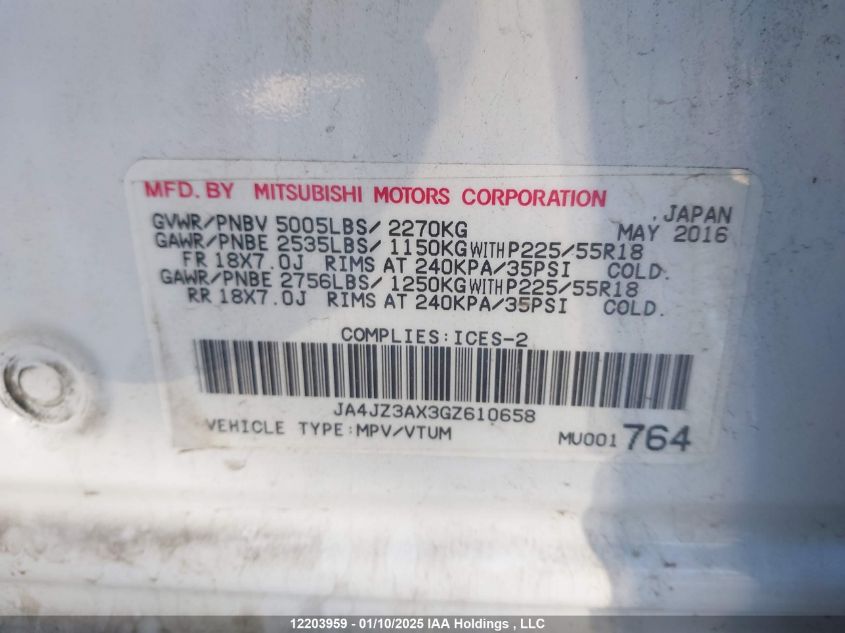 MFD. BY MITSUBISHI MOTORS CORPORATION
, JAPAN
GVWR/PNBV 5005LBS/ 2270KG MAY 2016
GAWR/PNBE 2535LBS/ 1150KG WITH P225/55R18
FR 18X7.0J RIMS AT 240KPA/35PSI COLD.
GAWR/PNBE 2756LBS/ 1250KG WITH P225/55R18
RR 18X7.0J RIMS AT 240KPA/35PSI COLD.
COMPLIES:ICES-2
JA4JZ3AX3GZ610658
VEHICLE TYPE:MPV/VTUM MU001 764
12203959 - 01/10/2025 IAA Holdings , LLC